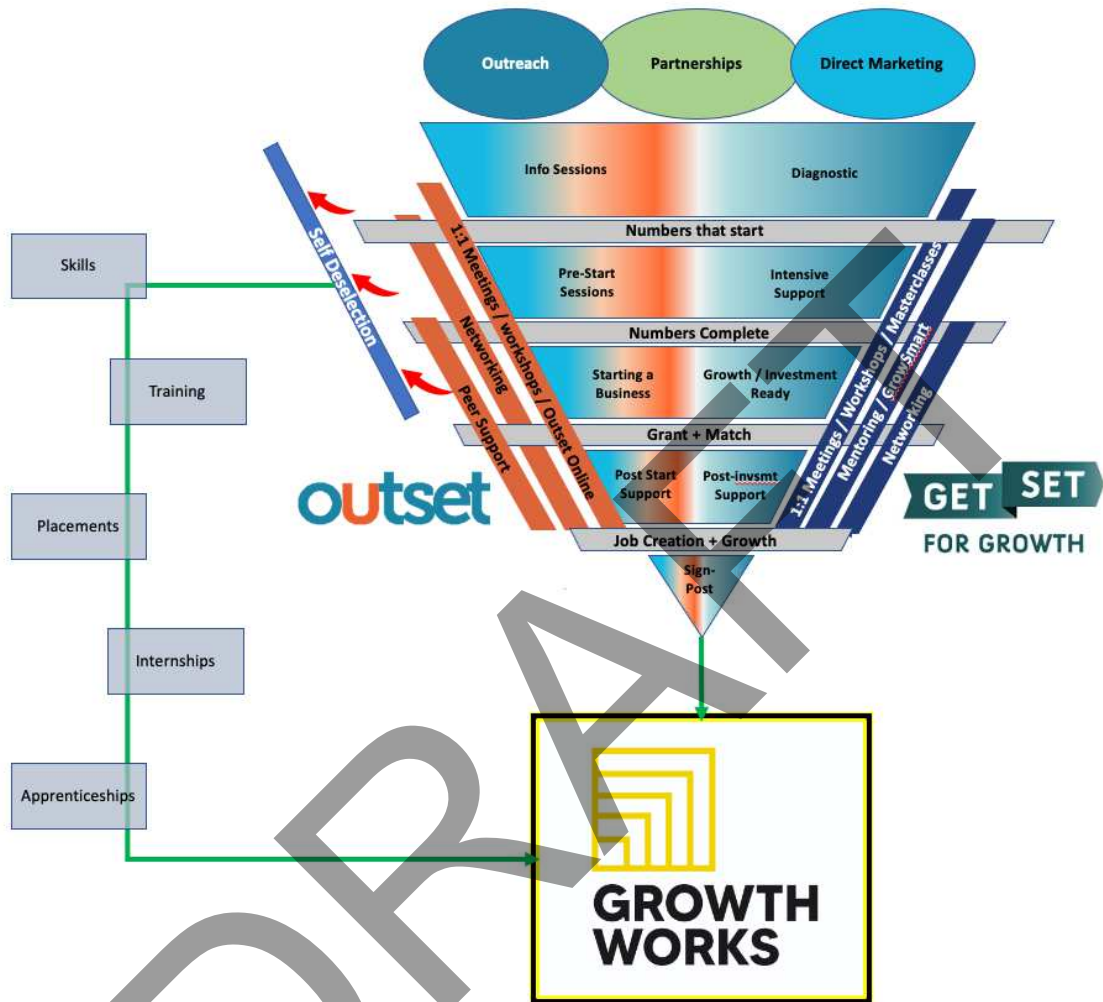 Outreach
Partnerships
Direct Marketing
Info Sessions
Diagnostic
Numbers that start
Pre-Start
Sessions
Intensive
Support
Numbers Complete
Starting a
Business
Growth / Investment
Ready
Grant + Match
Post Start
Support
Post-invsmt
Support
Job Creation + Growth
Sign-
Post
Self Deselection
1:1 Meetings / workshops / Outset Online
Networking
Peer Support
1:1 Meetings / Workshops / Masterclasses
Mentoring / GrowSmart
Networking
outset
GET SET
FOR GROWTH
Skills
Training
Placements
Internships
Apprenticeships
GROWTH
WORKS
DRAFT